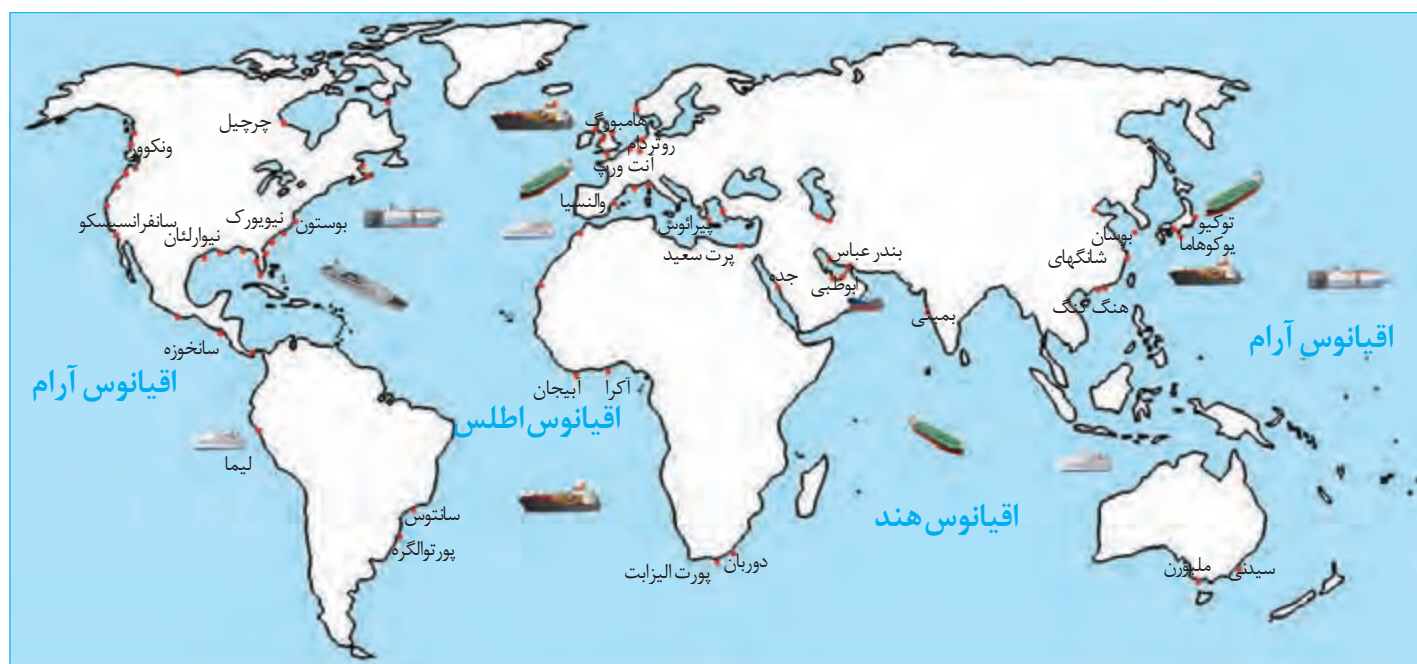 هامبورگ
چرچیل
روتردام
ونکوور
آنت ورپ
والنسیا
نیویورک
سانفرانسیسکو
بوستون
پیرائوس
توکیو
نیوارلئان
بوسان
یوکوهاما
پرت سعید
بندر عباس
شانگهای
جده
ابوظبی
هنگ کنگ
بمبئی
سانخوزه
اقیانوس آرام
اقیانوس آرام
آبیجان
آکرا
اقیانوس اطلس
لیما
سانتوس
اقیانوس هند
پورتوالگره
دوربان
پورت الیزابت
ملبورن
سیدنی